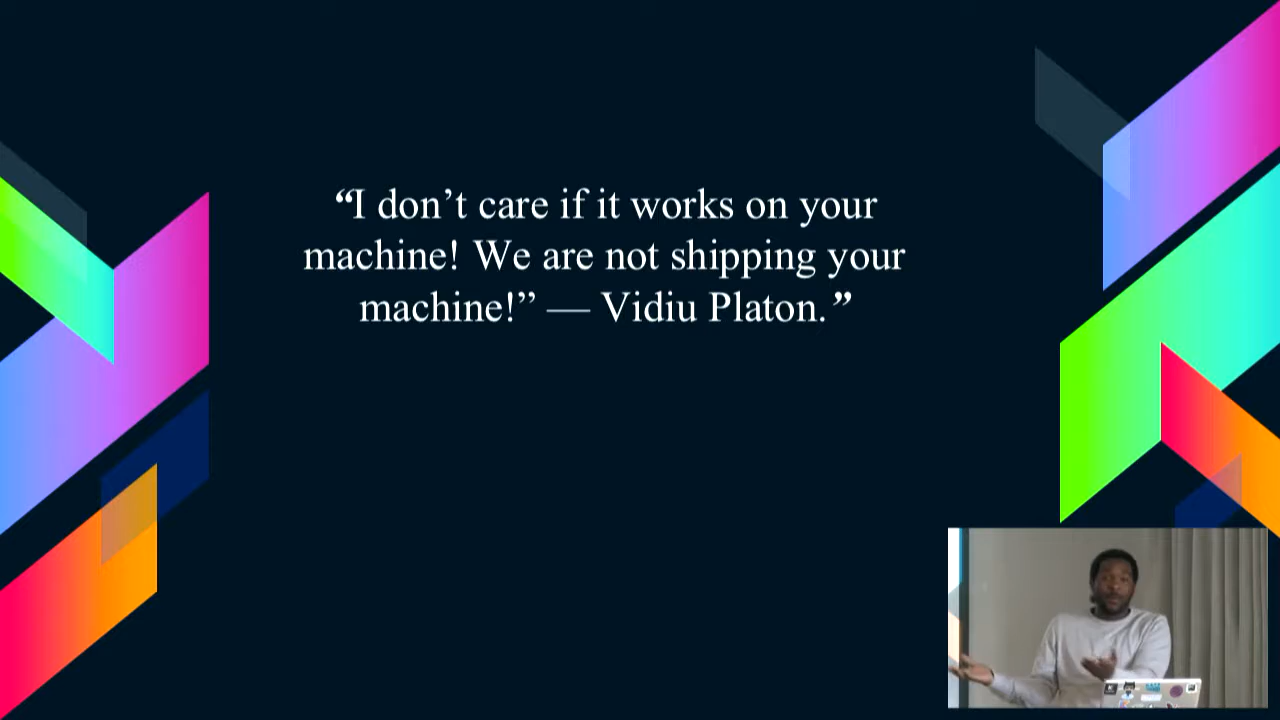 “I don’t care if it works on your
machine! We are not shipping your
machine!” — Vidiu Platon.”